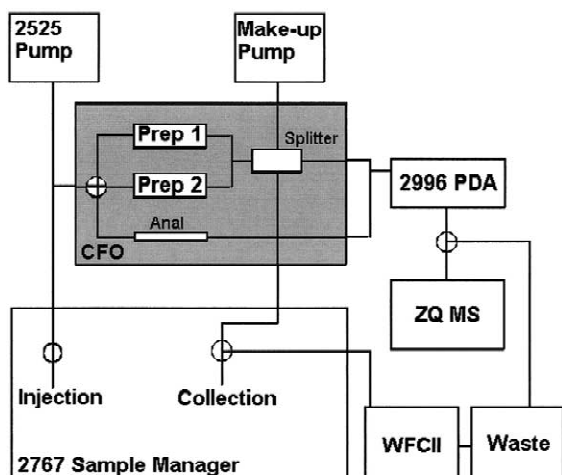 2525
Pump
Make-up
Pump
Prep 1
Splitter
Prep 2
2996 PDA
Anal
CFO
ZQ MS
Injection
Collection
WFCII
Waste
2767 Sample Manager